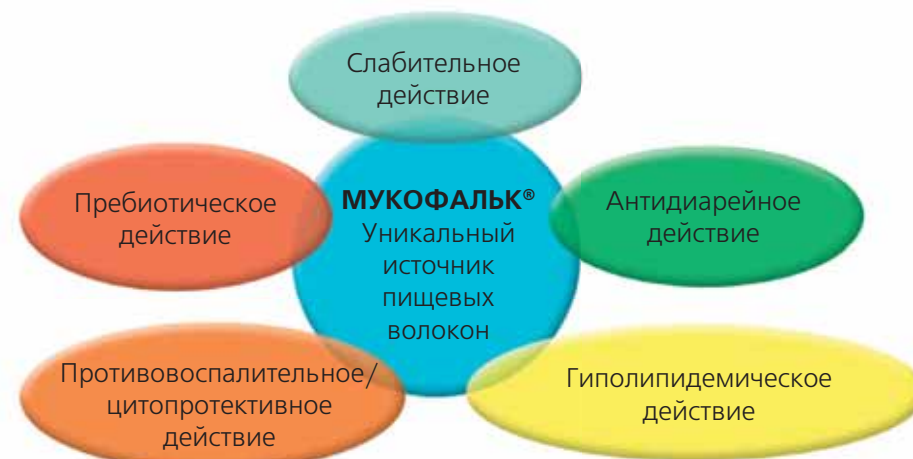 Слабительное
действие
Пребиотическое
действие
МУКОФАЛЬК®
Уникальный
источник
пищевых
волокон
Антидиарейное
действие
Противовоспалительное/
цитопротективное
действие
Гиполипидемическое
действие